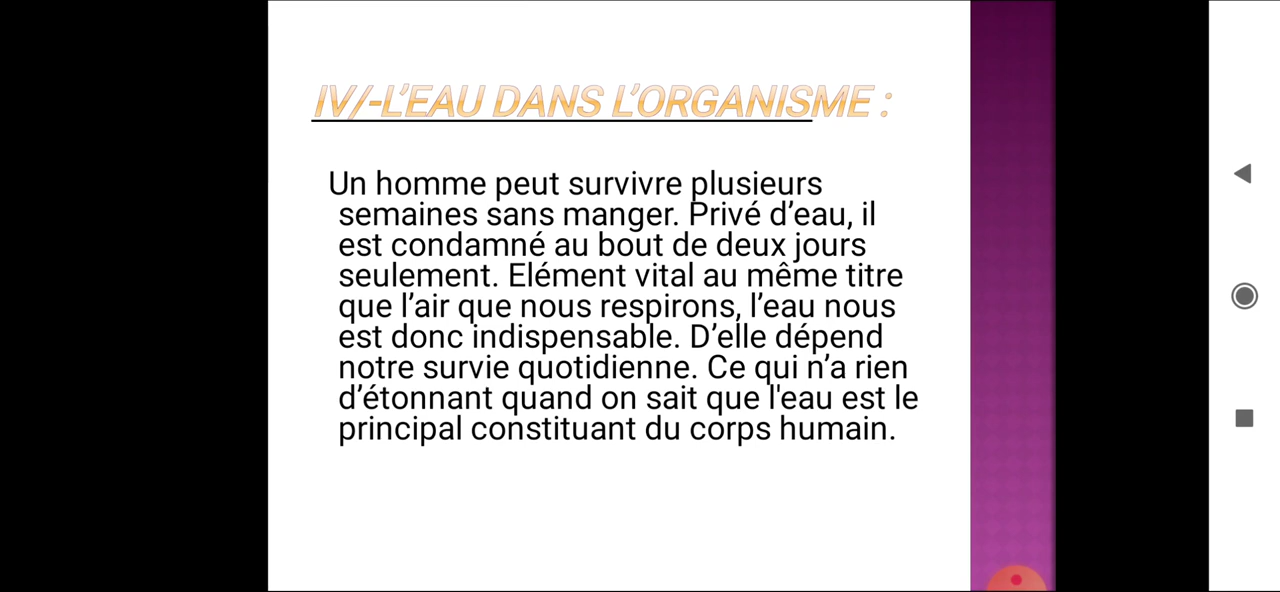 IV/-L’EAU DANS L’ORGANISME :
Un homme peut survivre plusieurs
semaines sans manger. Privé d’eau, il
est condamné au bout de deux jours
seulement. Elément vital au même titre
que l’air que nous respirons, l’eau nous
est donc indispensable. D’elle dépend
notre survie quotidienne. Ce qui n’a rien
d’étonnant quand on sait que l'eau est le
principal constituant du corps humain.